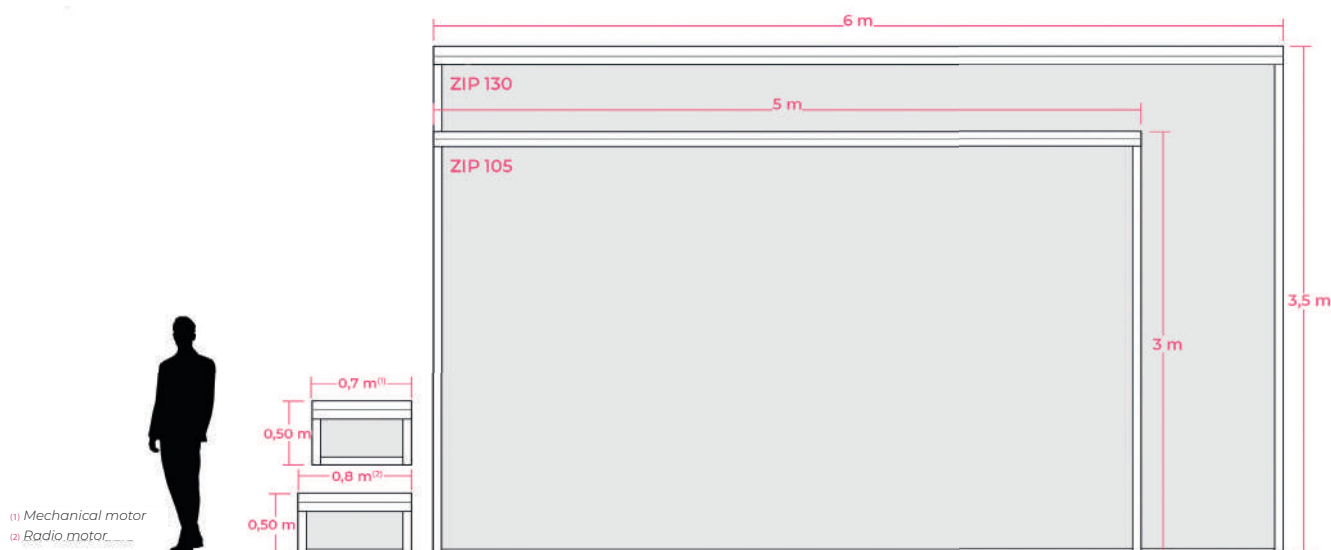 6 m
ZIP 130
5 m
ZIP 105
3,5 m
3 m
0,7 m(1)
0,50 m
0,8 m(2)
0,50 m
(1) Mechanical motor
(2) Radio motor